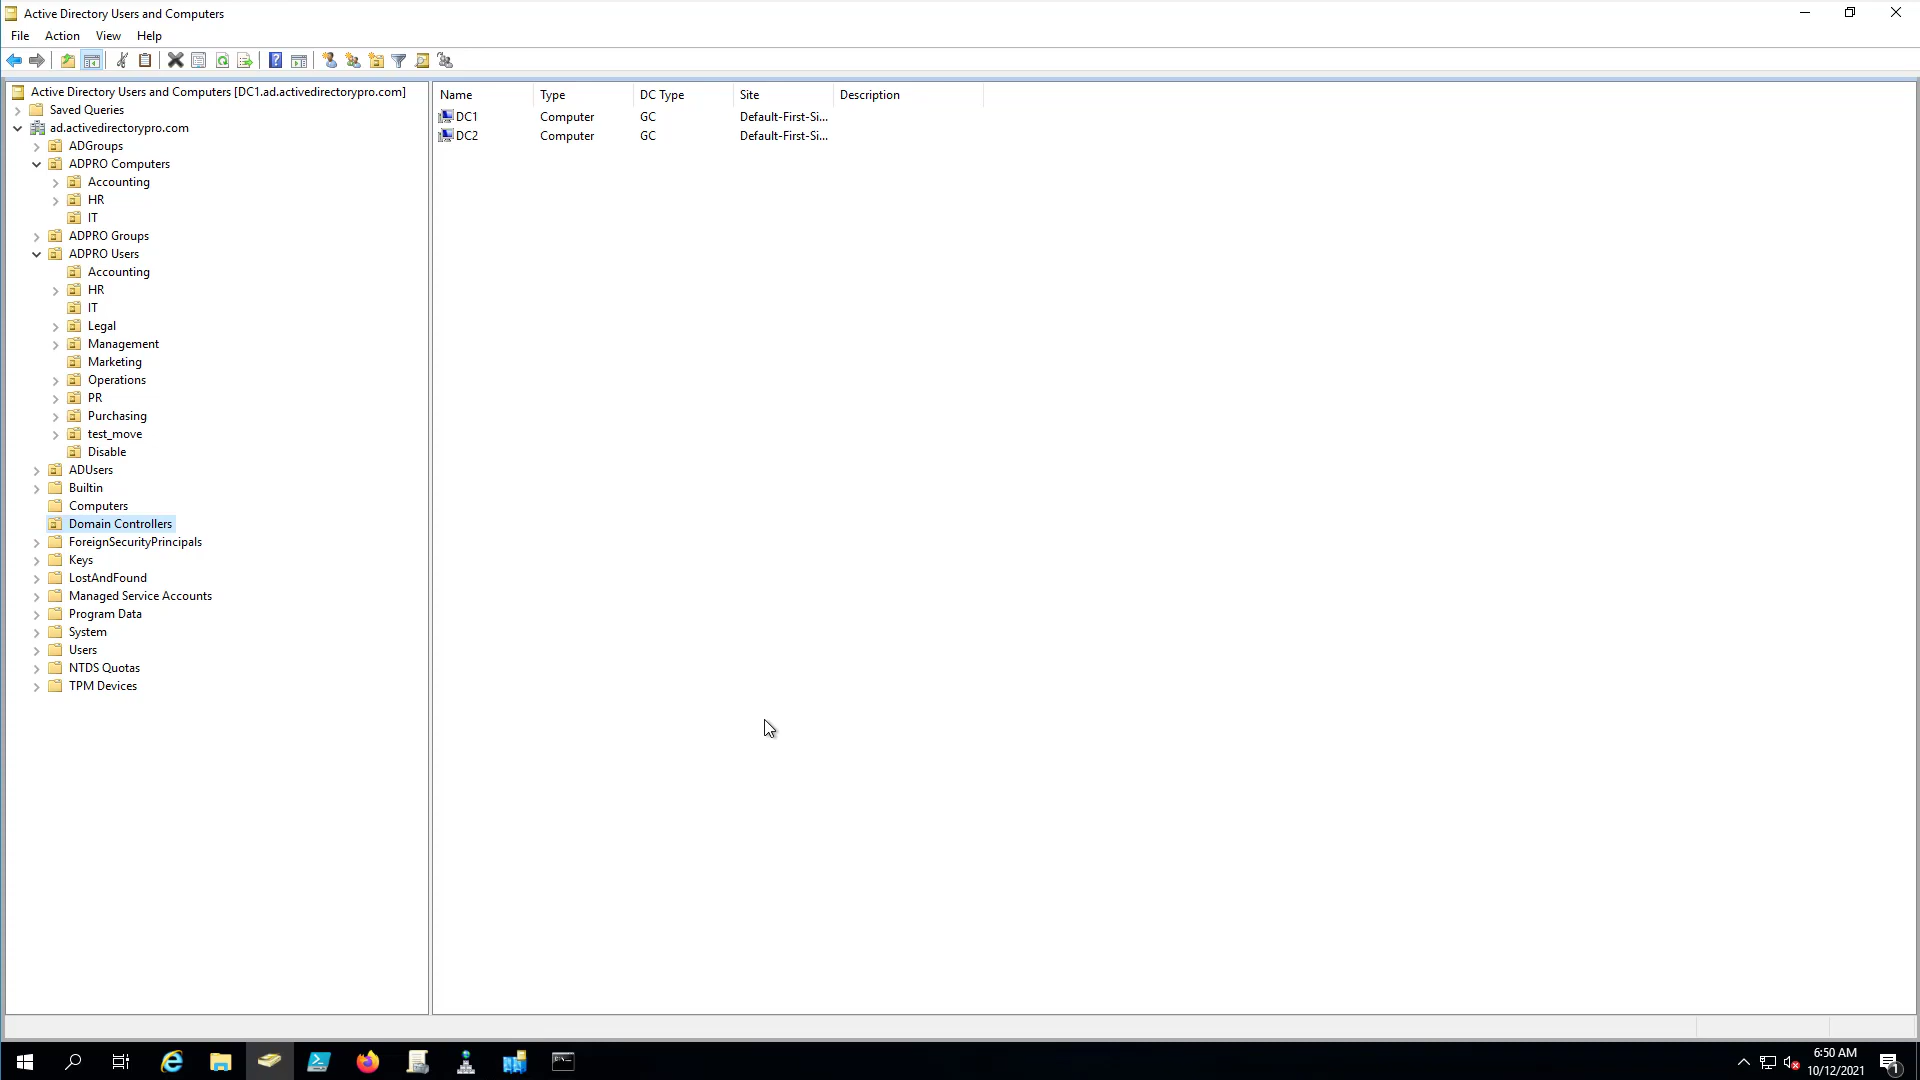 Active Directory Users and Computers
File Action View Help
Active Directory Users and Computers [DC1.ad.activedirectorypro.com]
Saved Queries
ad.activedirectorypro.com
ADGroups
ADPRO Computers
Accounting
HR
IT
ADPRO Groups
ADPRO Users
Accounting
HR
IT
Legal
Management
Marketing
Operations
PR
Purchasing
test_move
Disable
ADUsers
Builtin
Computers
Domain Controllers
ForeignSecurityPrincipals
Keys
LostAndFound
Managed Service Accounts
Program Data
System
Users
NTDS Quotas
TPM Devices
Name Type DC Type Site Description
DC1 Computer GC Default-First-Si...
DC2 Computer GC Default-First-Si...
6:50 AM
10/12/2021
1